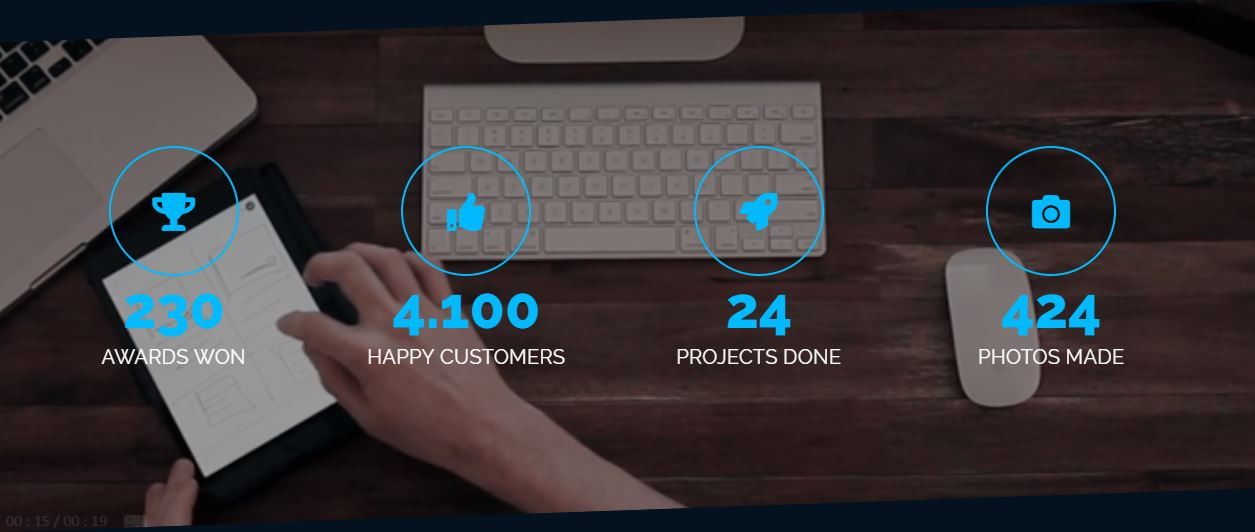 230
AWARDS WON
4.100
HAPPY CUSTOMERS
24
PROJECTS DONE
424
PHOTOS MADE
00 : 15 / 00 : 19